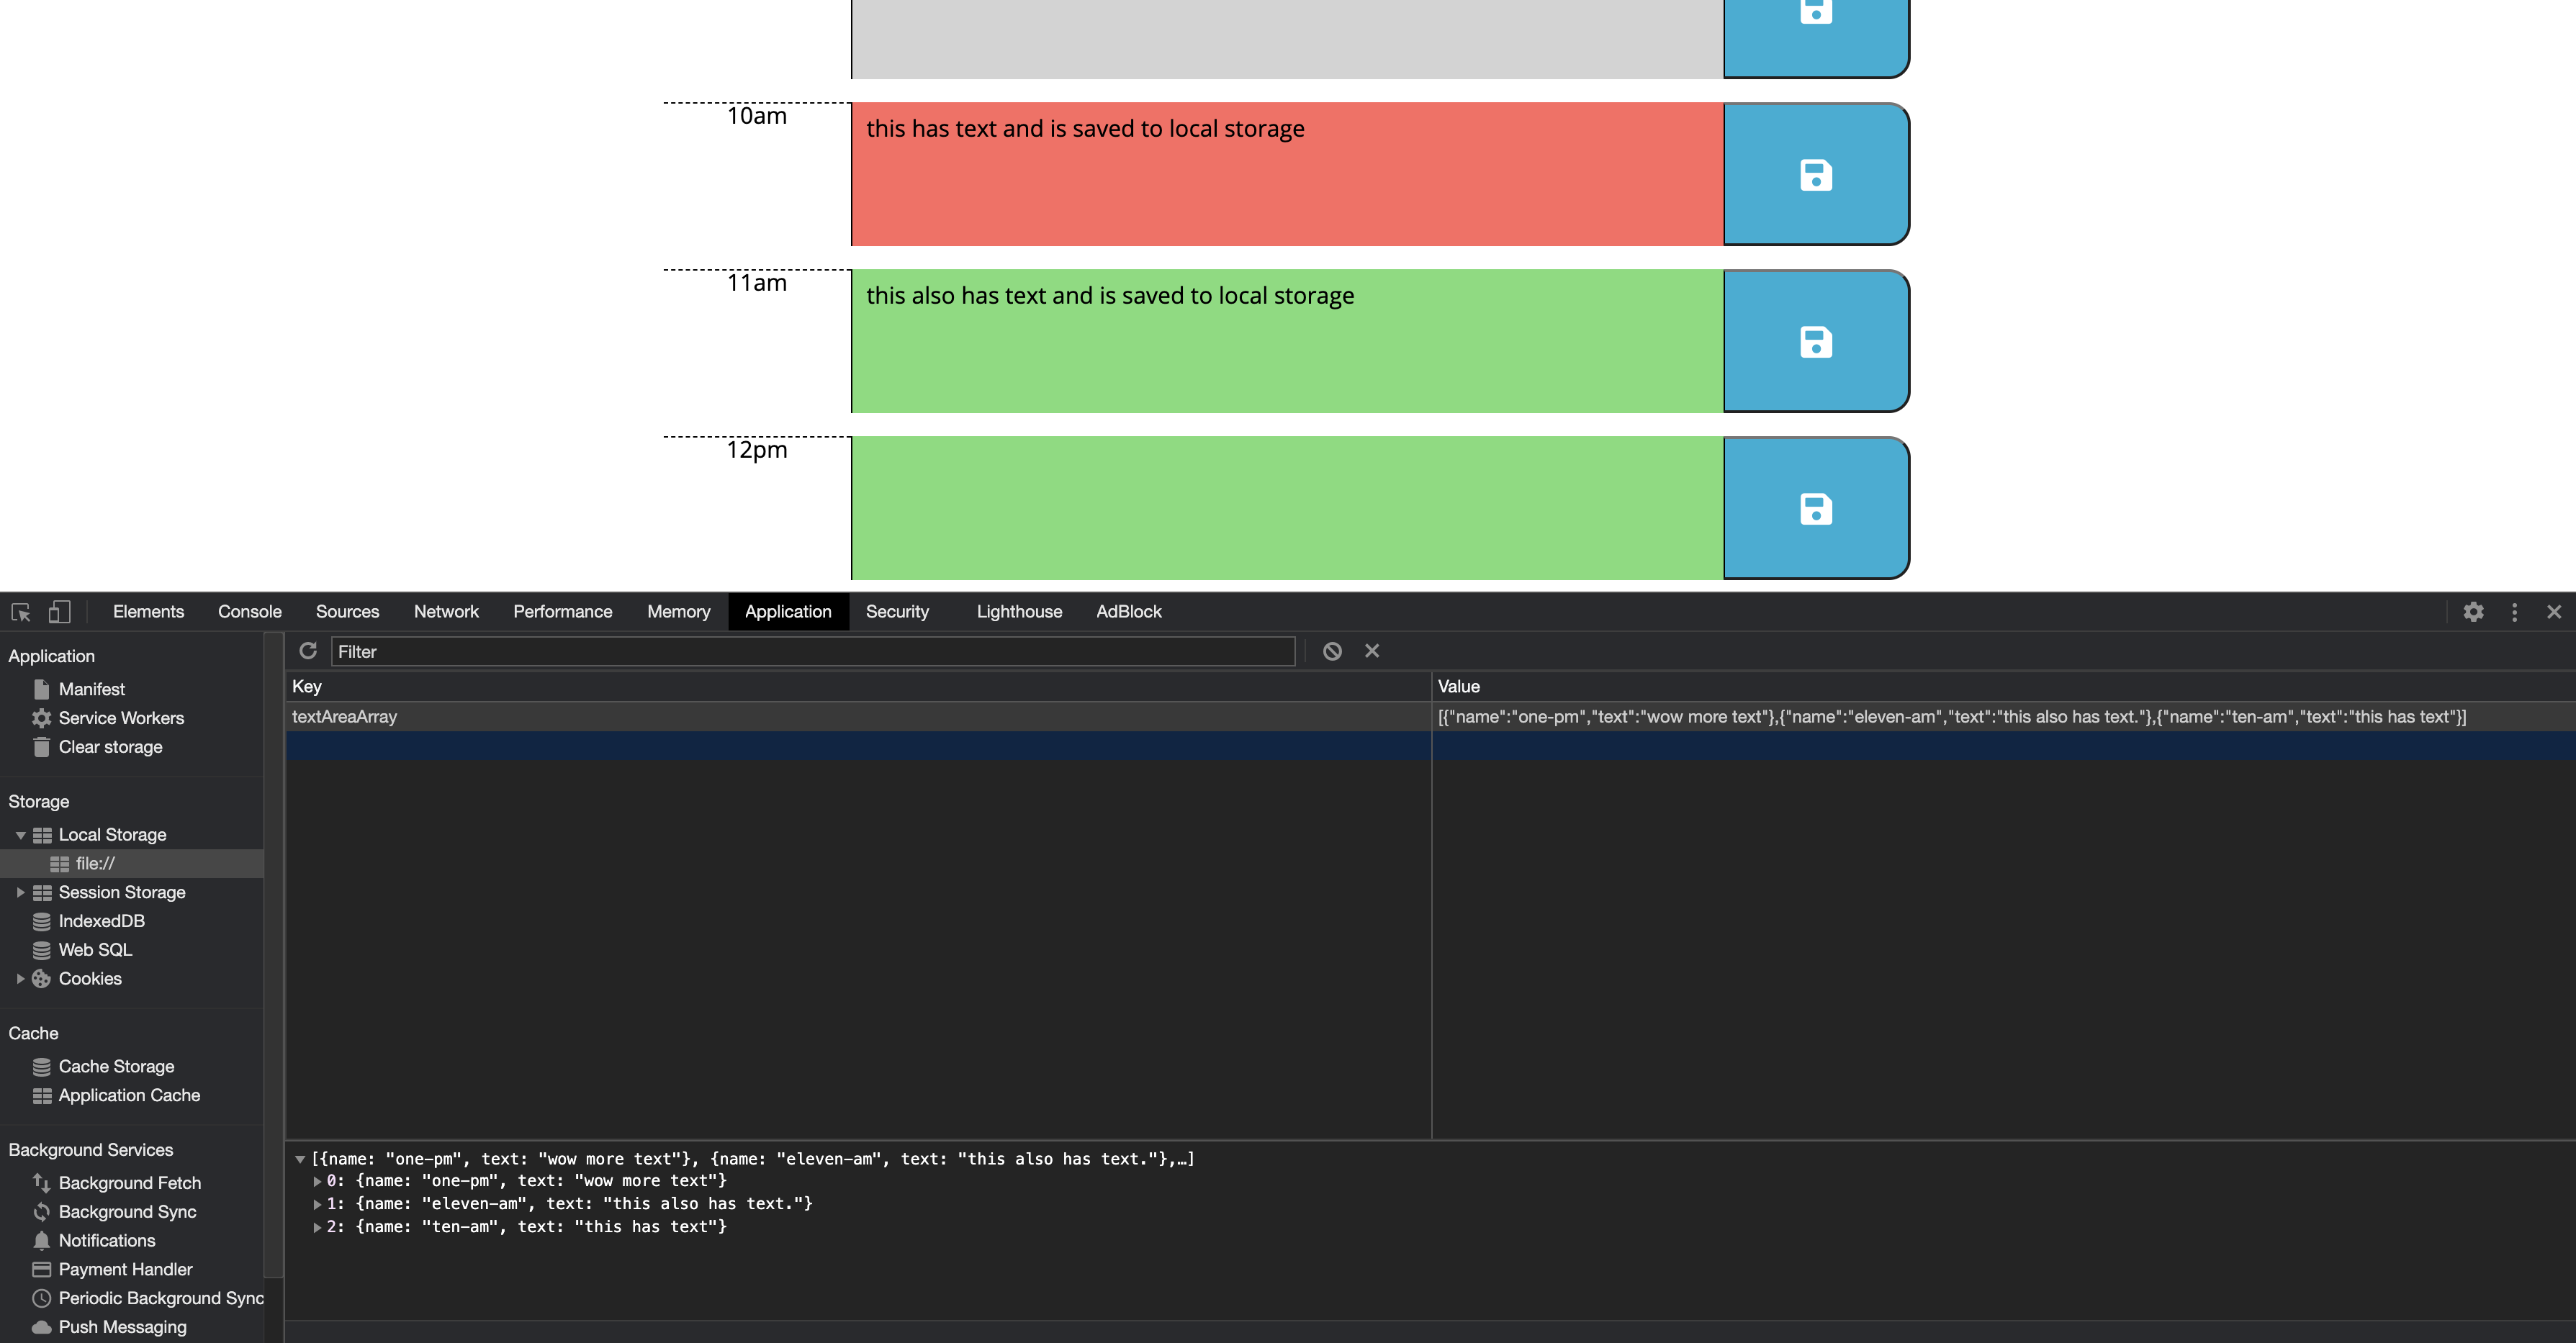 10am
this has text and is saved to local storage
11am
this also has text and is saved to local storage
12pm
Elements Console Sources Network Performance Memory Application Security Lighthouse AdBlock
Application
Manifest
Service Workers
Clear storage
Storage
Local Storage
file://
Session Storage
IndexedDB
Web SQL
Cookies
Cache
Cache Storage
Application Cache
Background Services
Background Fetch
Background Sync
Notifications
Payment Handler
Periodic Background Sync
Push Messaging
Filter
Key Value
textAreaArray [{"name":"one-pm","text":"wow more text"},{"name":"eleven-am","text":"this also has text."},{"name":"ten-am","text":"this has text"}]
[{name: "one-pm", text: "wow more text"}, {name: "eleven-am", text: "this also has text."},…]
0: {name: "one-pm", text: "wow more text"}
1: {name: "eleven-am", text: "this also has text."}
2: {name: "ten-am", text: "this has text"}